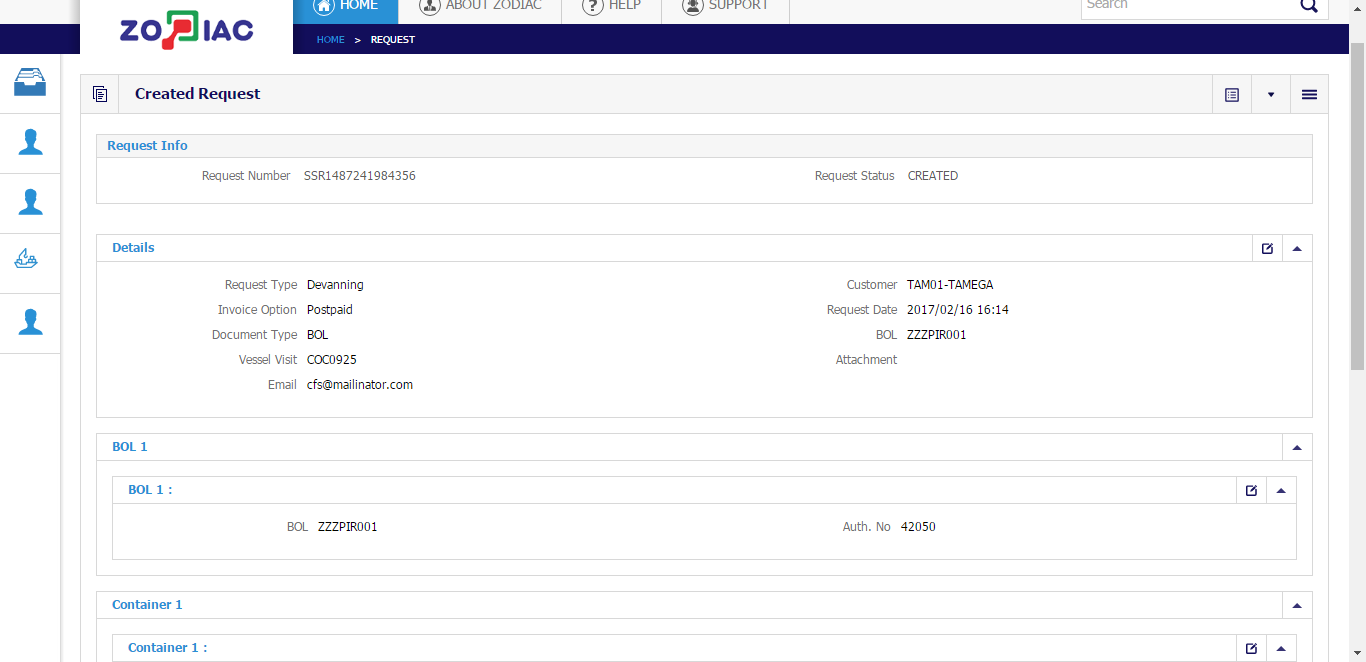 HOME
ABOUT ZODIAC
HELP
SUPPORT
Search
ZODIAC
HOME > REQUEST
Created Request
Request Info
Request Number SSR1487241984356
Request Status CREATED
Details
Request Type Devanning
Customer TAM01-TAMEGA
Invoice Option Postpaid
Request Date 2017/02/16 16:14
Document Type BOL
BOL ZZZPIR001
Vessel Visit COC0925
Attachment
Email cfs@mailinator.com
BOL 1
BOL 1 :
BOL ZZZPIR001
Auth. No 42050
Container 1
Container 1 :